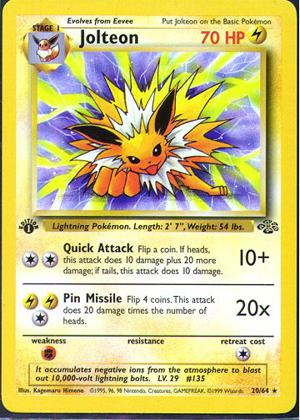 STAGE 1
Evolves from Eevee
Put Jolteon on the Basic Pokémon
Jolteon
70 HP
Lightning Pokémon. Length: 2' 7", Weight: 54 lbs.
EDITION
1
Quick Attack Flip a coin. If heads,
this attack does 10 damage plus 20 more
damage; if tails, this attack does 10 damage.
10+
Pin Missile Flip 4 coins. This attack
does 20 damage times the number of
heads.
20x
weakness
resistance
retreat cost
It accumulates negative ions from the atmosphere to blast
out 10,000-volt lightning bolts. LV. 29 #135
Illus. Kagemaru Himeno ©1995, 96, 98 Nintendo, Creatures, GAMEFREAK. ©1999 Wizards. 20/64 ★